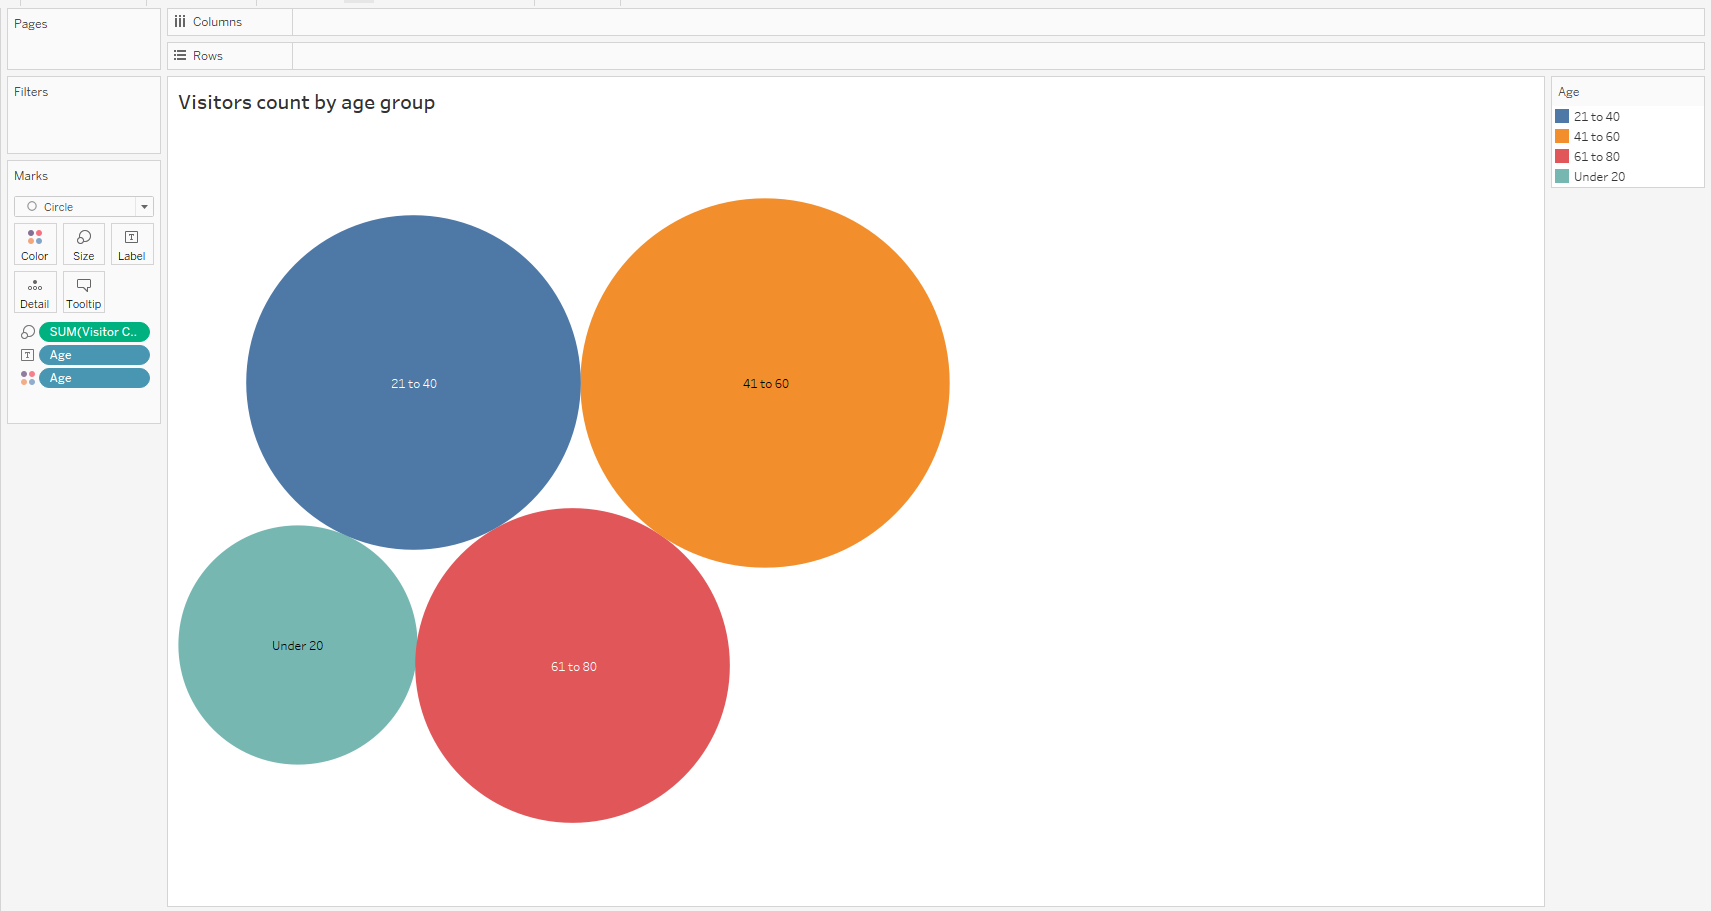 Pages
Columns
Rows
Filters
Visitors count by age group
Age
21 to 40
41 to 60
61 to 80
Under 20
Marks
Circle
Color
Size
Label
Detail
Tooltip
SUM(Visitor C..
Age
Age
21 to 40
41 to 60
Under 20
61 to 80